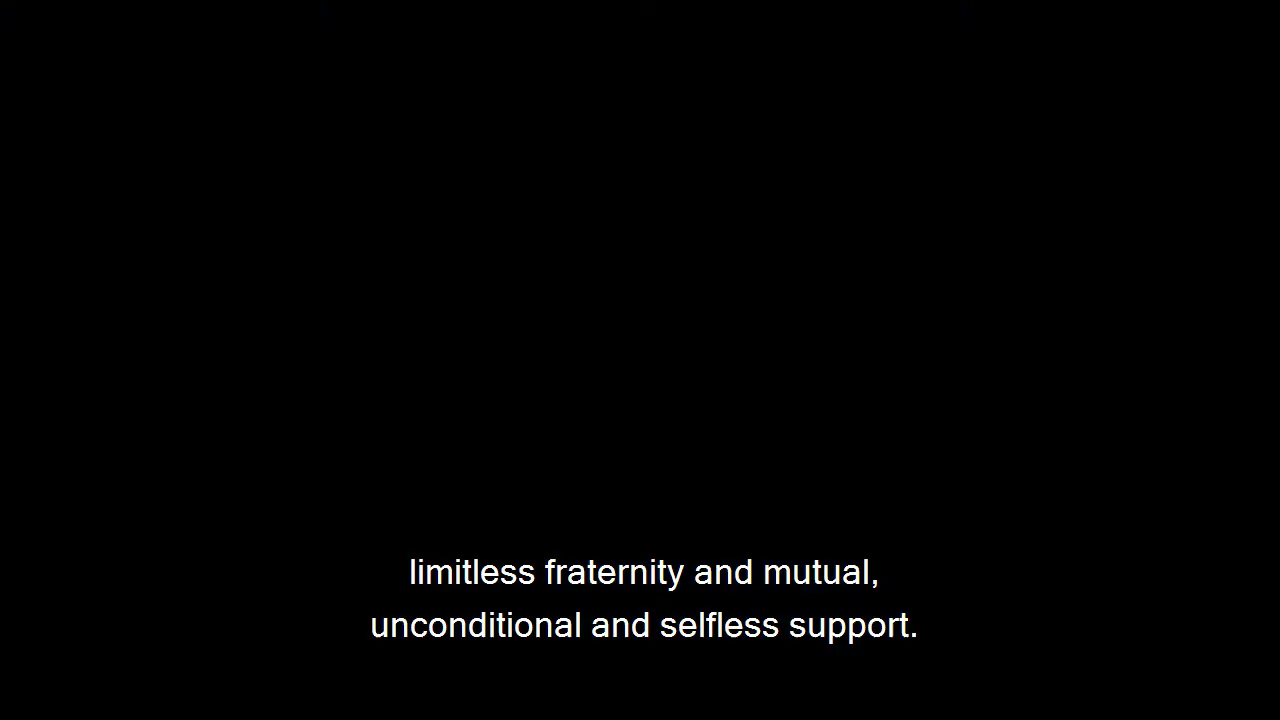 limitless fraternity and mutual,
unconditional and selfless support.